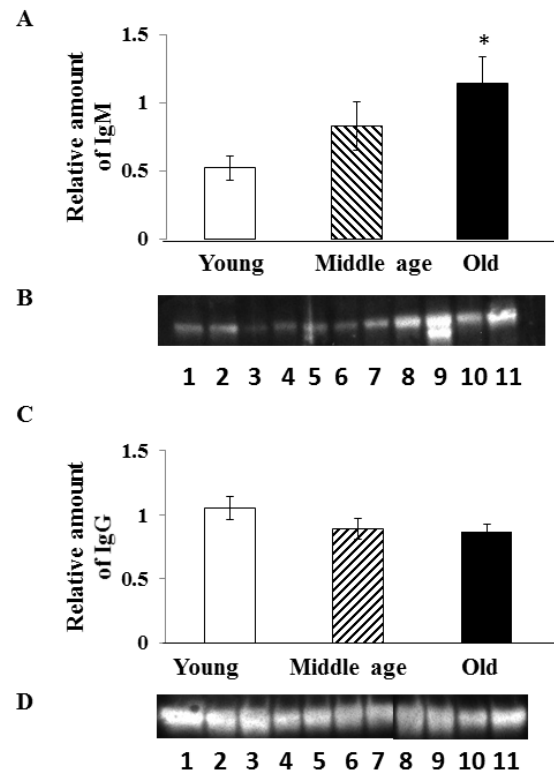 A
Relative amount
of IgM
1.5
1
0.5
0
*
Young Middle age Old
B
1 2 3 4 5 6 7 8 9 10 11
C
Relative amount
of IgG
1.5
1
0.5
0
Young Middle age Old
D
1 2 3 4 5 6 7 8 9 10 11